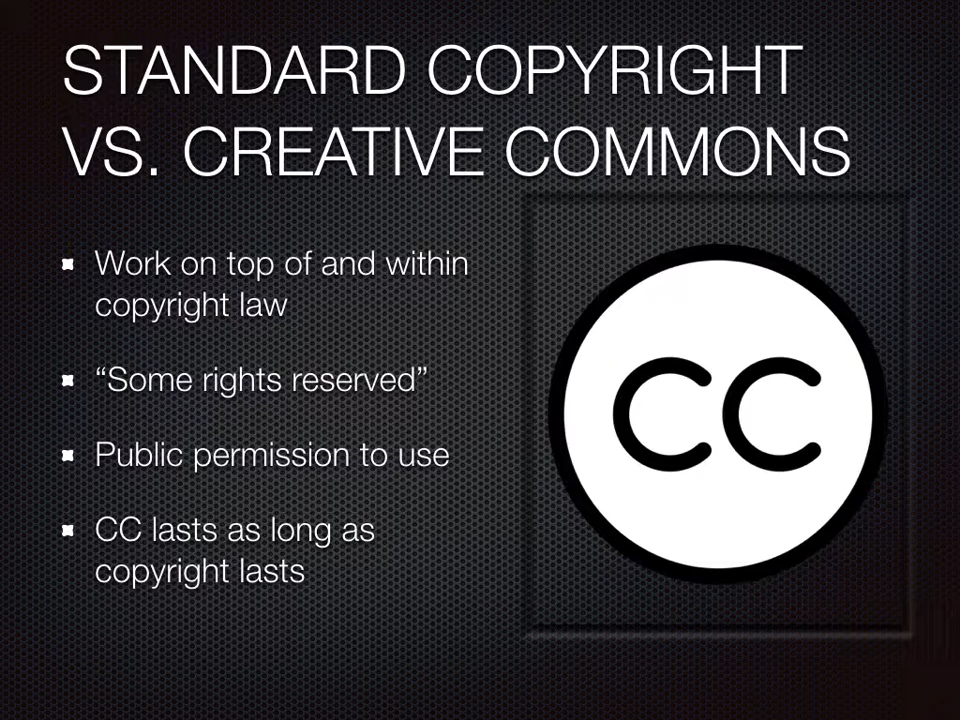 STANDARD COPYRIGHT
VS. CREATIVE COMMONS
Work on top of and within
copyright law
“Some rights reserved”
Public permission to use
CC lasts as long as
copyright lasts
CC